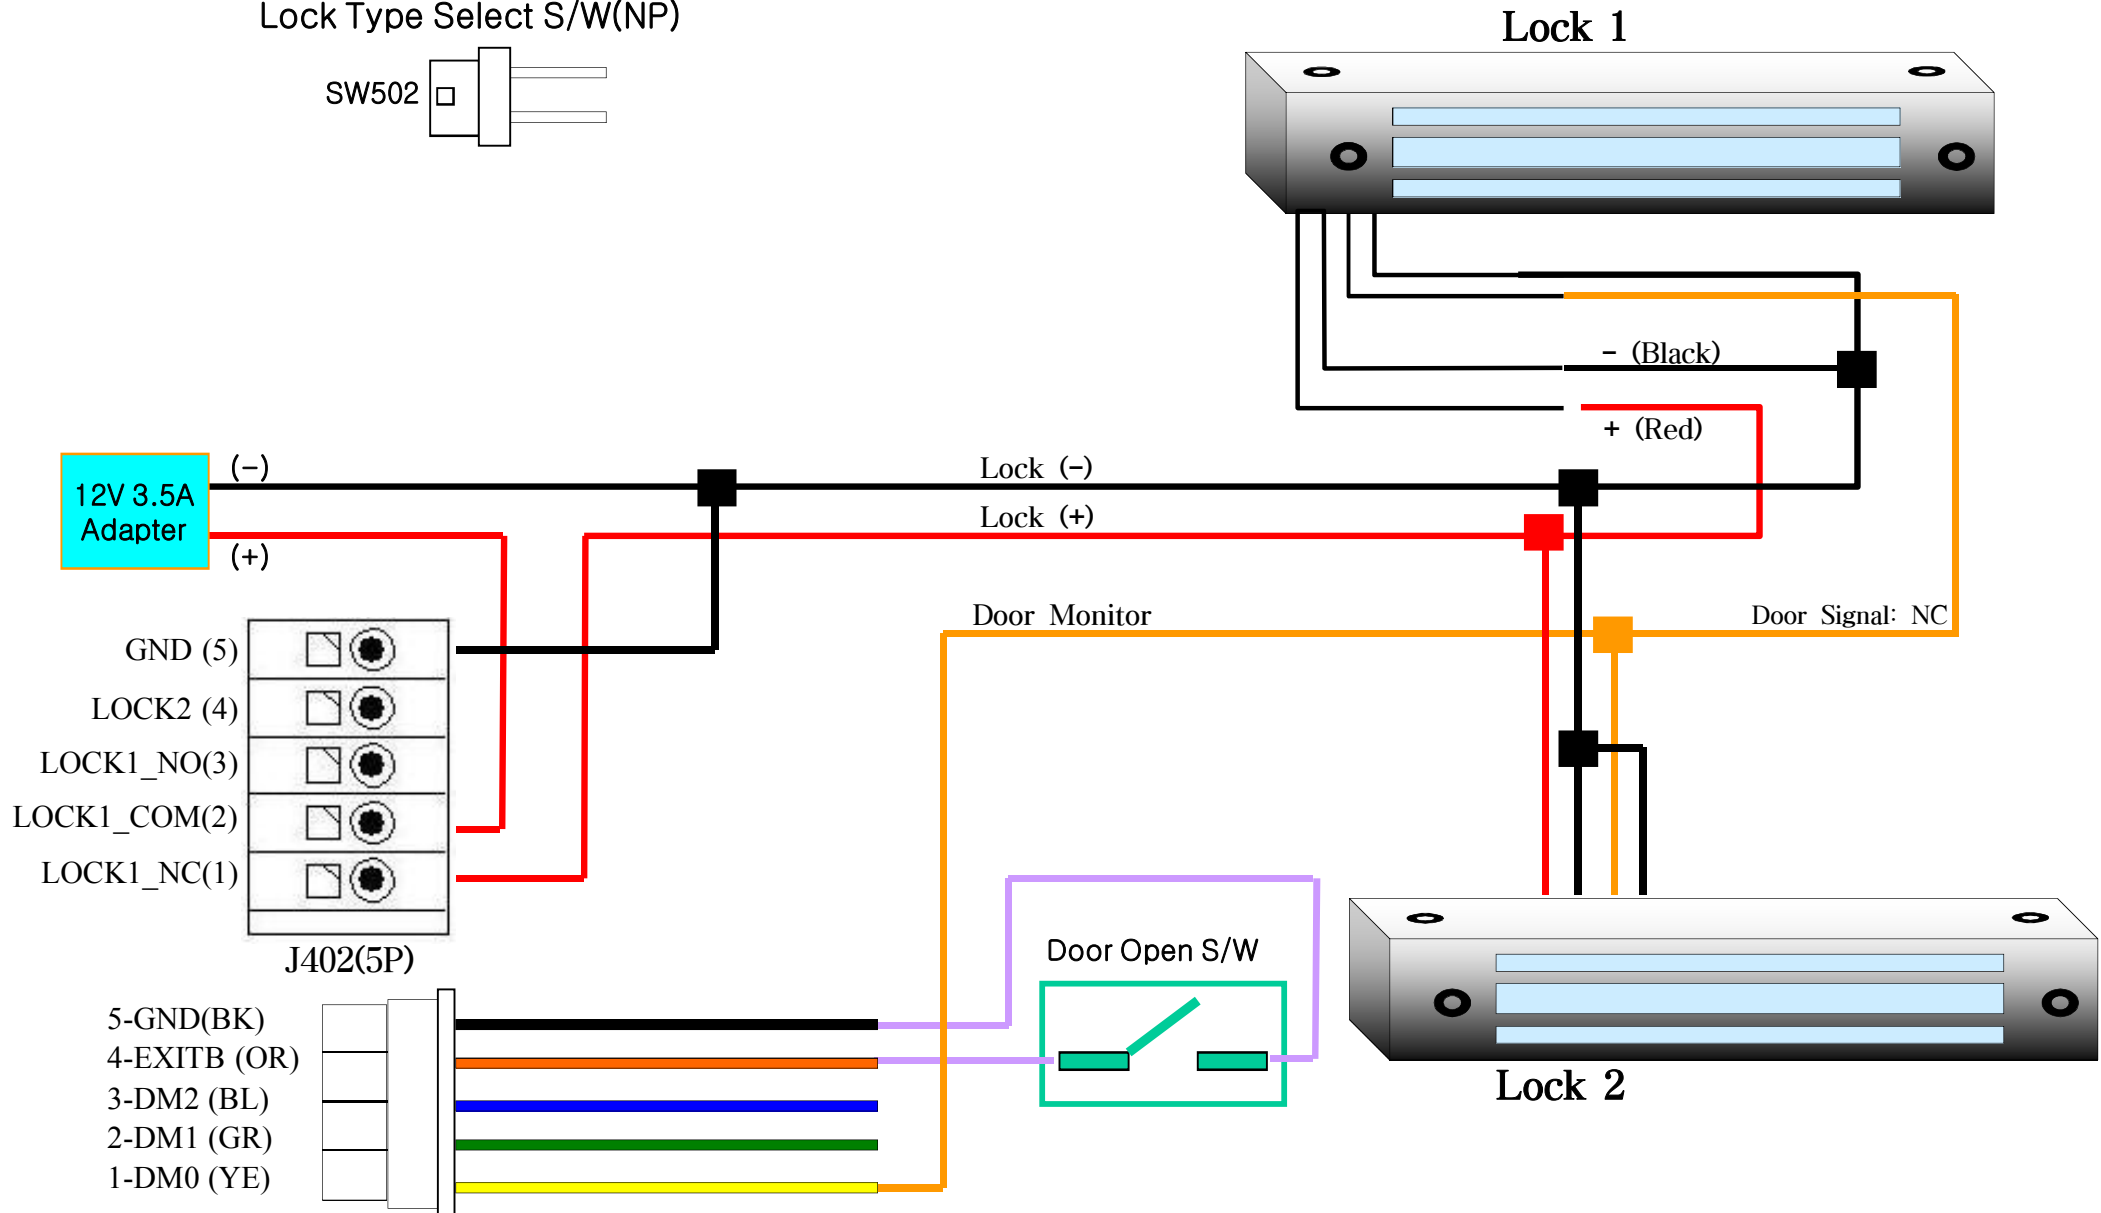 Lock Type Select S/W(NP)
SW502
Lock 1
- (Black)
+ (Red)
12V 3.5A
Adapter
(-)
(+)
Lock (-)
Lock (+)
Door Monitor
Door Signal: NC
GND (5)
LOCK2 (4)
LOCK1_NO(3)
LOCK1_COM(2)
LOCK1_NC(1)
J402(5P)
Door Open S/W
5-GND(BK)
4-EXITB (OR)
3-DM2 (BL)
2-DM1 (GR)
1-DM0 (YE)
Lock 2